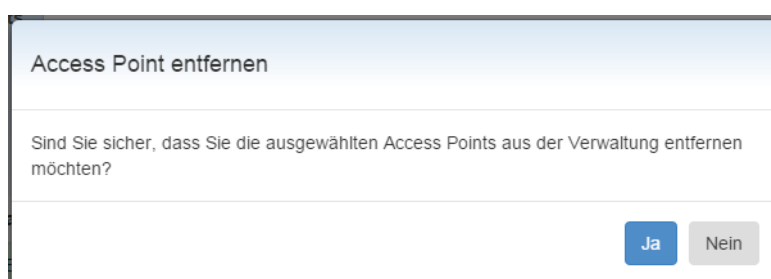 Access Point entfernen
Sind Sie sicher, dass Sie die ausgewählten Access Points aus der Verwaltung entfernen
möchten?
Ja Nein